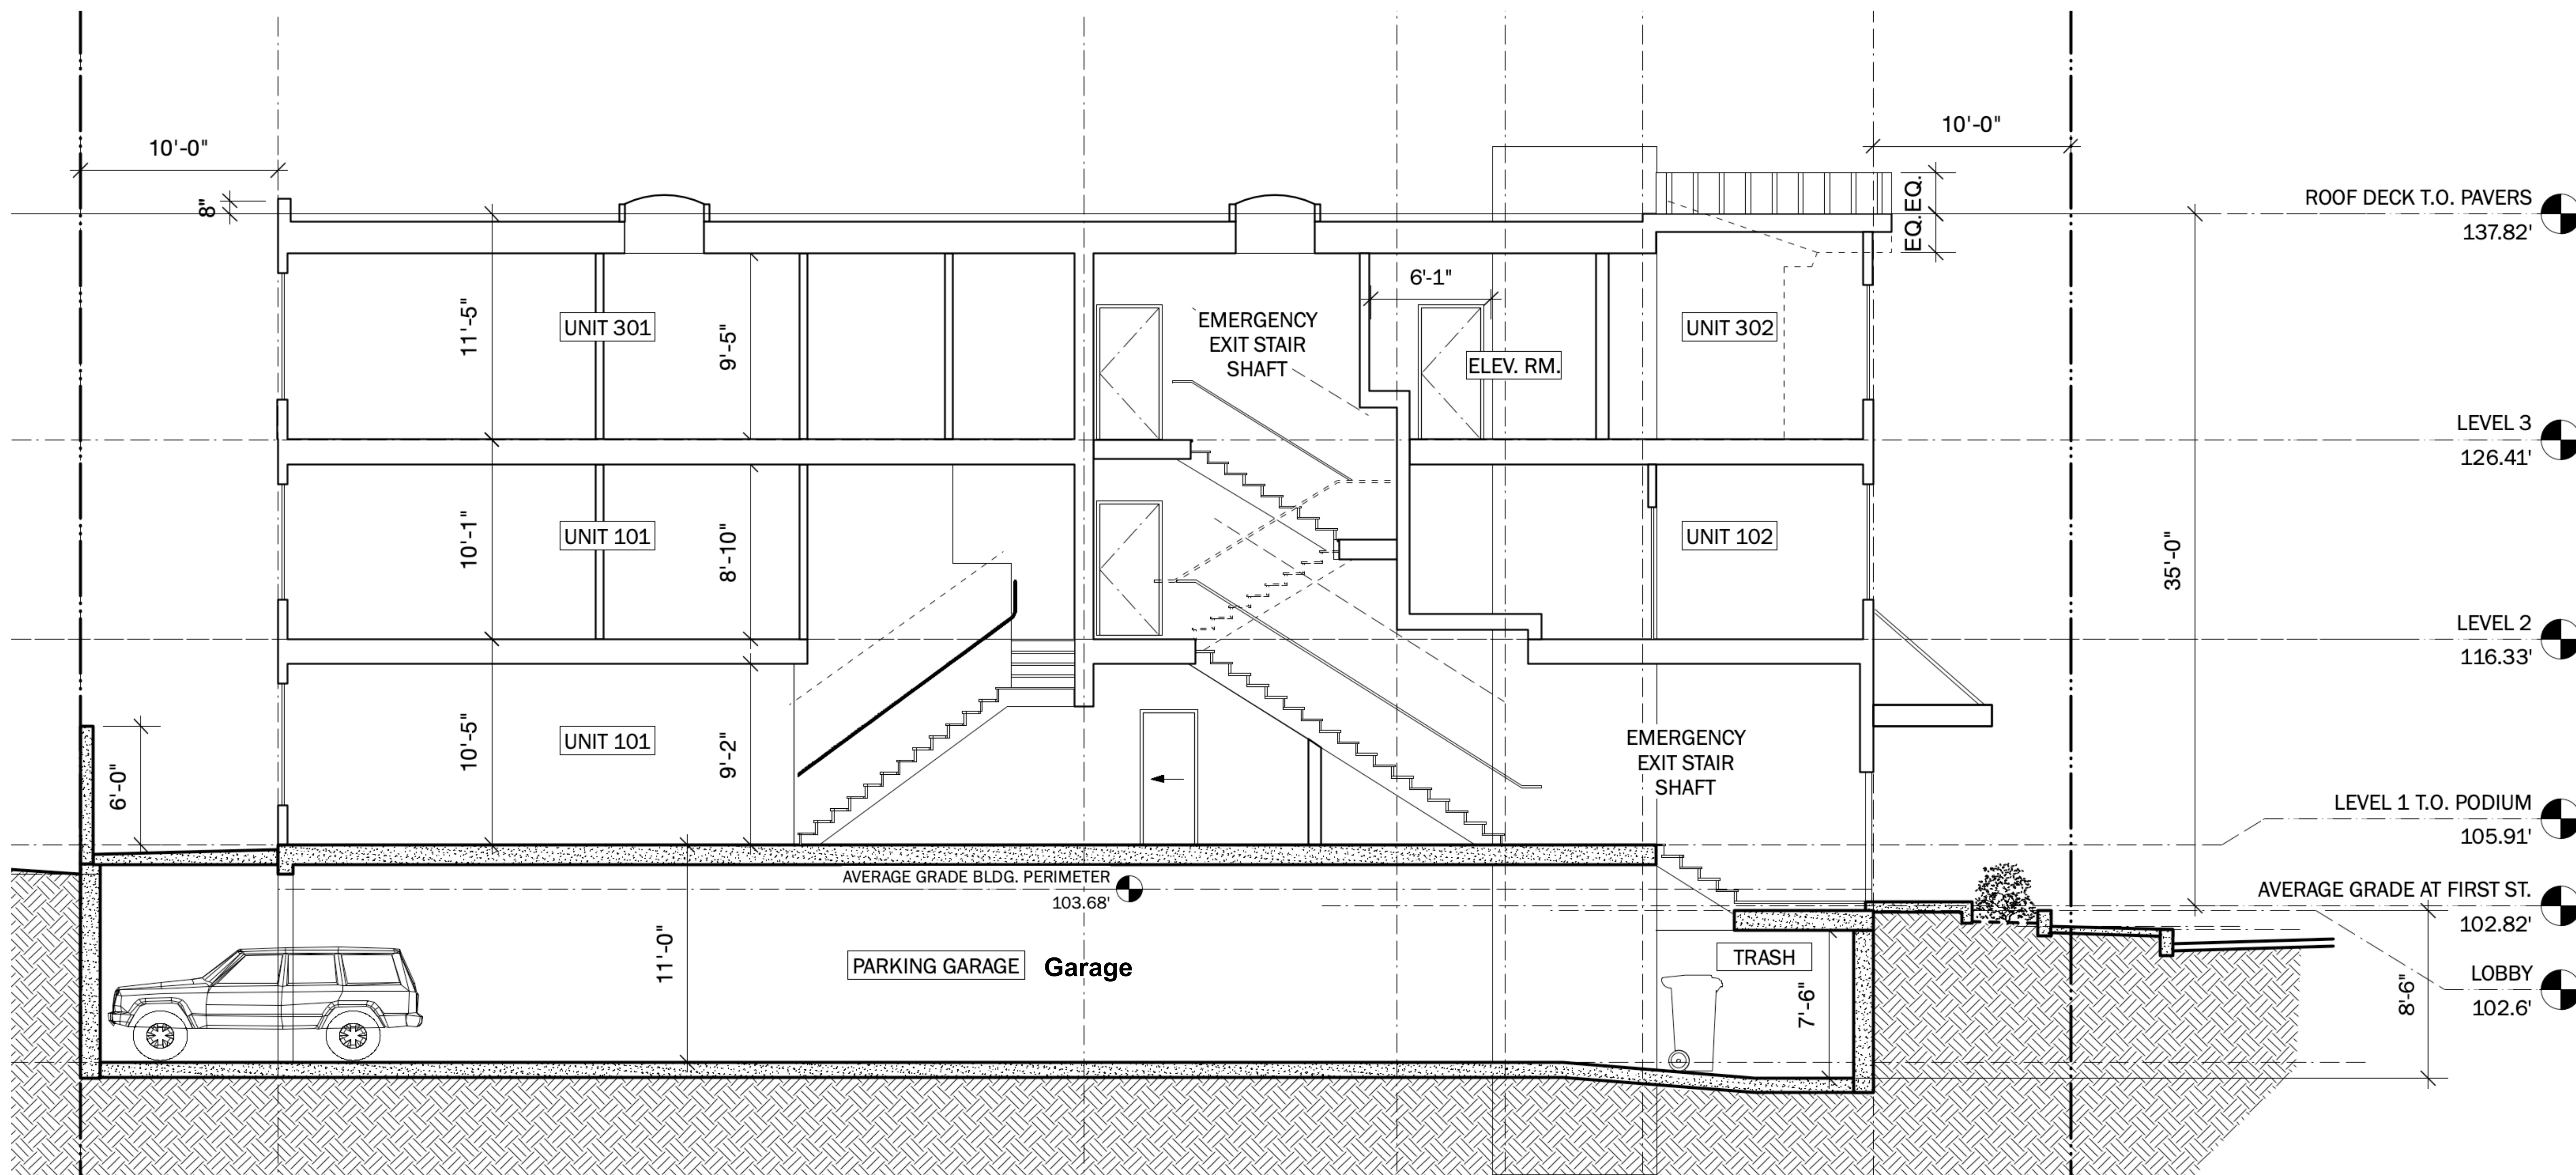 10'-0"
10'-0"
8"
EQ.
EQ.
ROOF DECK T.O. PAVERS
137.82'
11'-5"
UNIT 301
9'-5"
EMERGENCY
EXIT STAIR
SHAFT
6'-1"
ELEV. RM.
UNIT 302
LEVEL 3
126.41'
10'-1"
UNIT 101
8'-10"
UNIT 102
35'-0"
LEVEL 2
116.33'
6'-0"
10'-5"
UNIT 101
9'-2"
EMERGENCY
EXIT STAIR
SHAFT
LEVEL 1 T.O. PODIUM
105.91'
AVERAGE GRADE BLDG. PERIMETER
103.68'
AVERAGE GRADE AT FIRST ST.
102.82'
11'-0"
PARKING GARAGE Garage
TRASH
7'-6"
8'-6"
LOBBY
102.6'